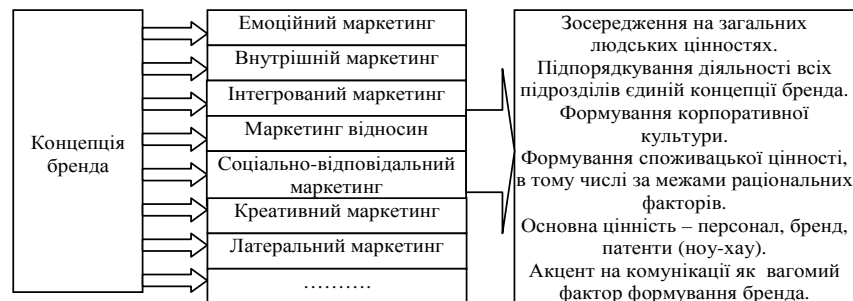 Концепція
бренда
Емоційний маркетинг
Внутрішній маркетинг
Інтегрований маркетинг
Маркетинг відносин
Соціально-відповідальний
маркетинг
Креативний маркетинг
Латеральний маркетинг
……….
Зосередження на загальних
людських цінностях.
Підпорядкування діяльності всіх
підрозділів єдиній концепції бренда.
Формування корпоративної
культури.
Формування споживацької цінності,
в тому числі за межами раціональних
факторів.
Основна цінність – персонал, бренд,
патенти (ноу-хау).
Акцент на комунікації як вагомий
фактор формування бренда.